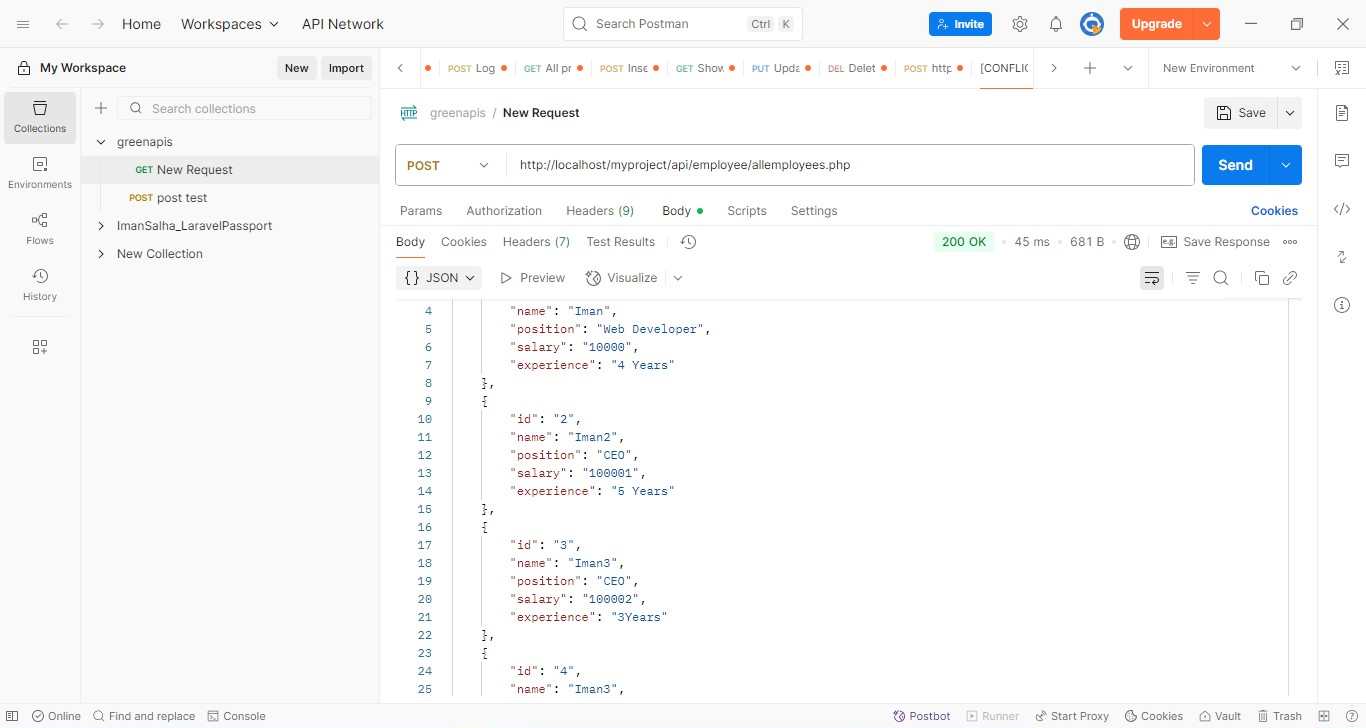 Home
Workspaces
API Network
Search Postman
Ctrl K
Invite
Upgrade
My Workspace
New
Import
POST Log
GET All pr
POST Inse
GET Show
PUT Upda
DEL Delet
POST http
[CONFLIC
New Environment
Collections
Search collections
greenapis
GET New Request
POST post test
ImanSalha_LaravelPassport
New Collection
Environments
Flows
History
HTTP
greenapis / New Request
Save
POST
http://localhost/myproject/api/employee/allemployees.php
Send
Params
Authorization
Headers (9)
Body
Scripts
Settings
Cookies
Body
Cookies
Headers (7)
Test Results
200 OK
45 ms
681 B
e.g.
Save Response
{} JSON
Preview
Visualize
4 "name": "Iman",
5 "position": "Web Developer",
6 "salary": "10000",
7 "experience": "4 Years"
8 },
9 {
10 "id": "2",
11 "name": "Iman2",
12 "position": "CEO",
13 "salary": "100001",
14 "experience": "5 Years"
15 },
16 {
17 "id": "3",
18 "name": "Iman3",
19 "position": "CEO",
20 "salary": "100002",
21 "experience": "3Years"
22 },
23 {
24 "id": "4",
25 "name": "Iman3",
Online
Find and replace
Console
Postbot
Runner
Start Proxy
Cookies
Vault
Trash